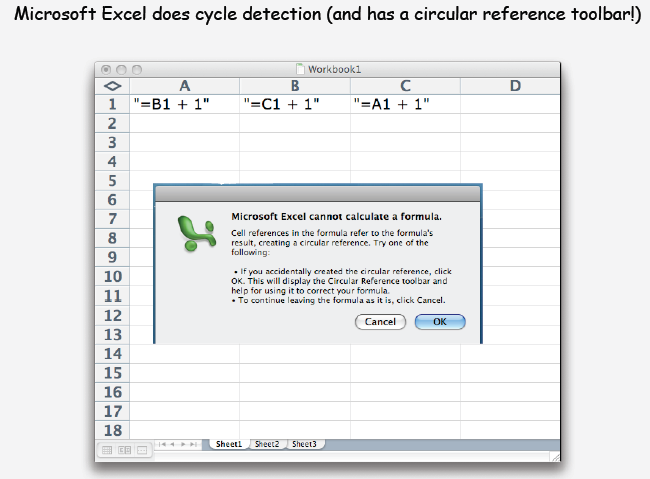 Microsoft Excel does cycle detection (and has a circular reference toolbar!)
Workbook1
A B C D
1 "=B1 + 1" "=C1 + 1" "=A1 + 1"
2
3
4
5
6
7
8
9
10
11
12
13
14
15
16
17
18
Microsoft Excel cannot calculate a formula.
Cell references in the formula refer to the formula's
result, creating a circular reference. Try one of the
following:
• If you accidentally created the circular reference, click
OK. This will display the Circular Reference toolbar and
help for using it to correct your formula.
• To continue leaving the formula as it is, click Cancel.
Cancel OK
Sheet1 Sheet2 Sheet3